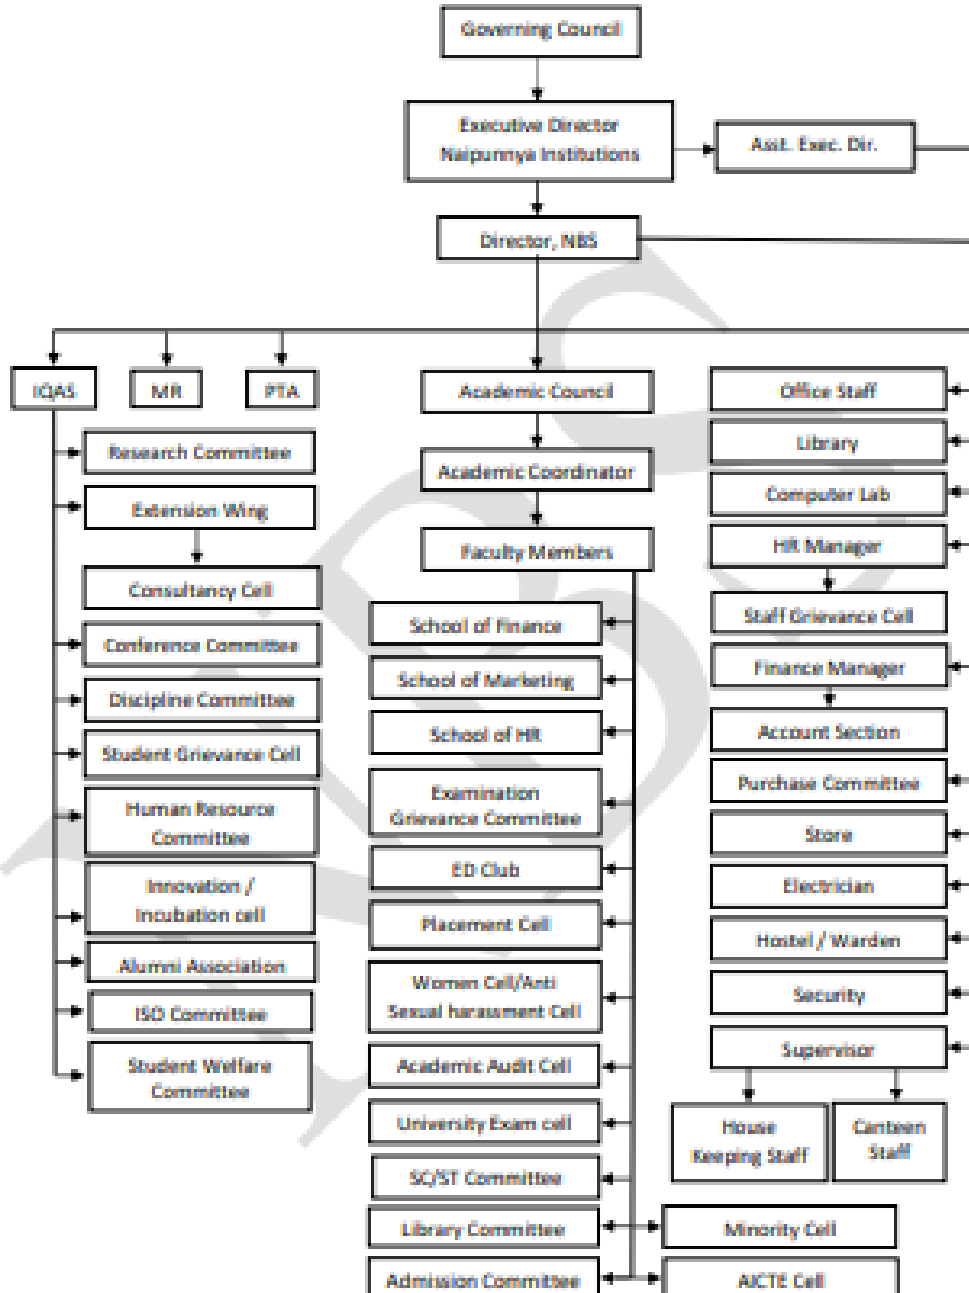 Governing Council
Executive Director
Naipunnya Institutions
Asst. Exec. Dir.
Director, NBS
IQAS
MR
PTA
Academic Council
Office Staff
Research Committee
Extension Wing
Consultancy Cell
Conference Committee
Discipline Committee
Student Grievance Cell
Human Resource
Committee
Innovation /
Incubation cell
Alumni Association
ISO Committee
Student Welfare
Committee
Academic Coordinator
Faculty Members
School of Finance
School of Marketing
School of HR
Examination
Grievance Committee
ED Club
Placement Cell
Women Cell/Anti
Sexual harassment Cell
Academic Audit Cell
University Exam cell
SC/ST Committee
Library Committee
Admission Committee
Library
Computer Lab
HR Manager
Staff Grievance Cell
Finance Manager
Account Section
Purchase Committee
Store
Electrician
Hostel / Warden
Security
Supervisor
House
Keeping Staff
Canteen
Staff
Minority Cell
AICTE Cell
NBS